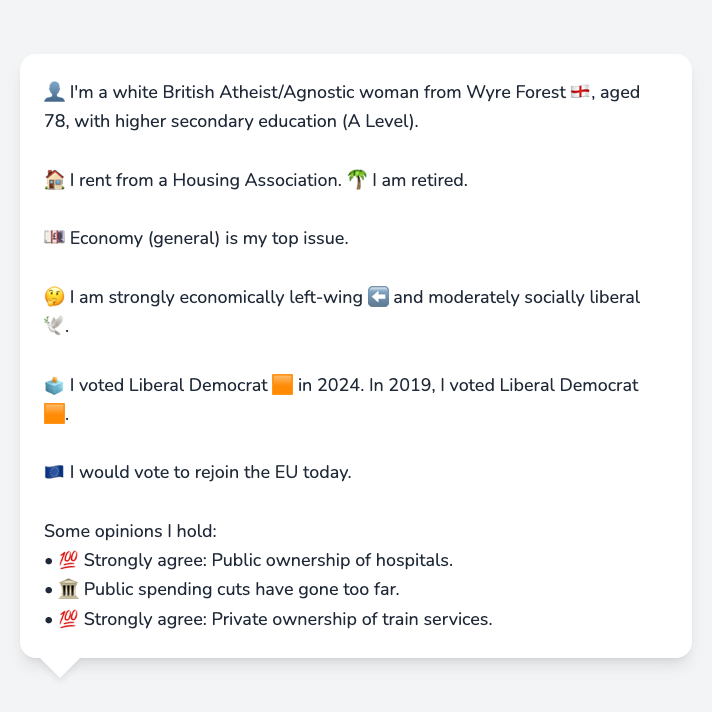 👤 I'm a white British Atheist/Agnostic woman from Wyre Forest 🏴󠁧󠁢󠁥󠁮󠁧󠁿, aged
78, with higher secondary education (A Level).
🏠 I rent from a Housing Association. 🌴 I am retired.
💷 Economy (general) is my top issue.
🤔 I am strongly economically left-wing ⬅️ and moderately socially liberal
🕊️.
🗳️ I voted Liberal Democrat 🟧 in 2024. In 2019, I voted Liberal Democrat
🟧.
🇪🇺 I would vote to rejoin the EU today.
Some opinions I hold:
• 💯 Strongly agree: Public ownership of hospitals.
• 🏛️ Public spending cuts have gone too far.
• 💯 Strongly agree: Private ownership of train services.